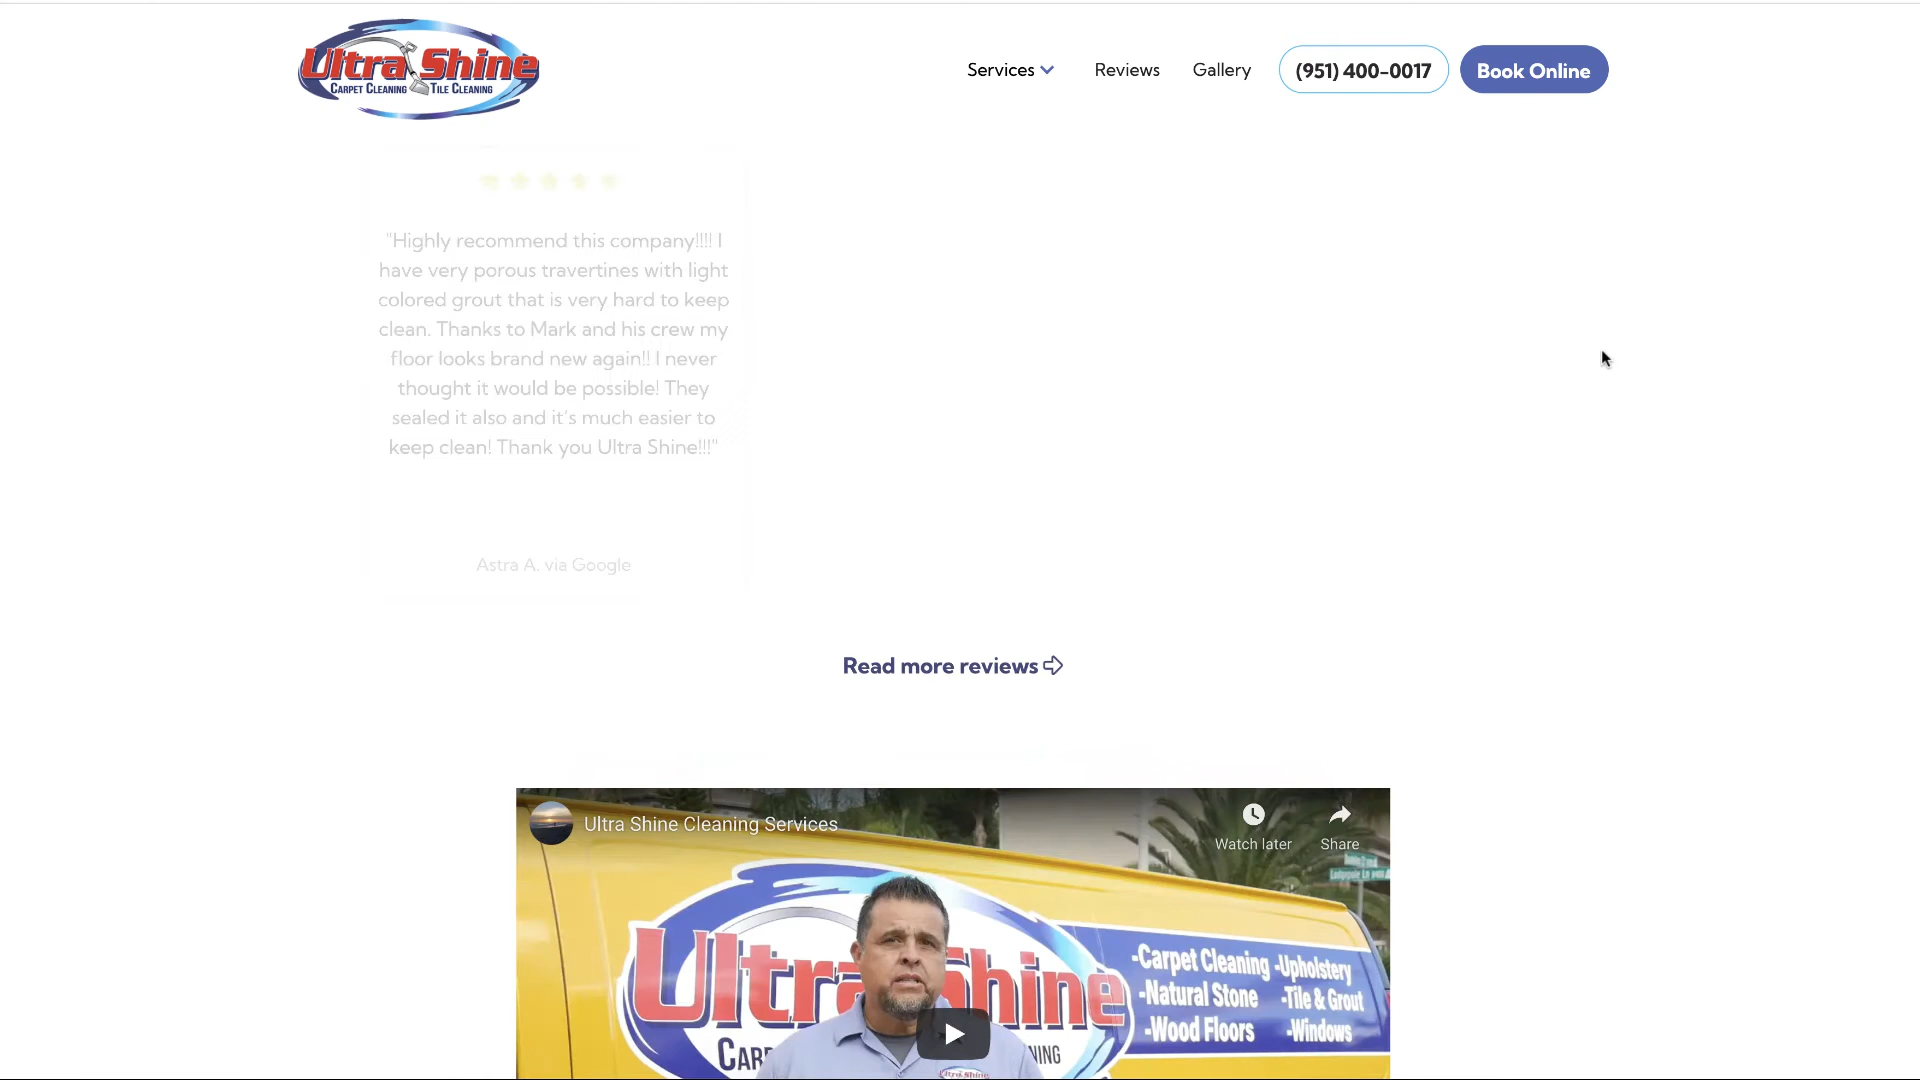 Ultra Shine
CARPET CLEANING TILE CLEANING
Services
Reviews
Gallery
(951) 400-0017
Book Online
"Highly recommend this company!!!! I
have very porous travertines with light
colored grout that is very hard to keep
clean. Thanks to Mark and his crew my
floor looks brand new again!! I never
thought it would be possible! They
sealed it also and it's much easier to
keep clean! Thank you Ultra Shine!!!"
Astra A. via Google
Read more reviews
Ultra Shine Cleaning Services
Watch later
Share
Ultra Shine
-Carpet Cleaning -Upholstery
-Natural Stone -Tile & Grout
-Wood Floors -Windows
Ultra Shine